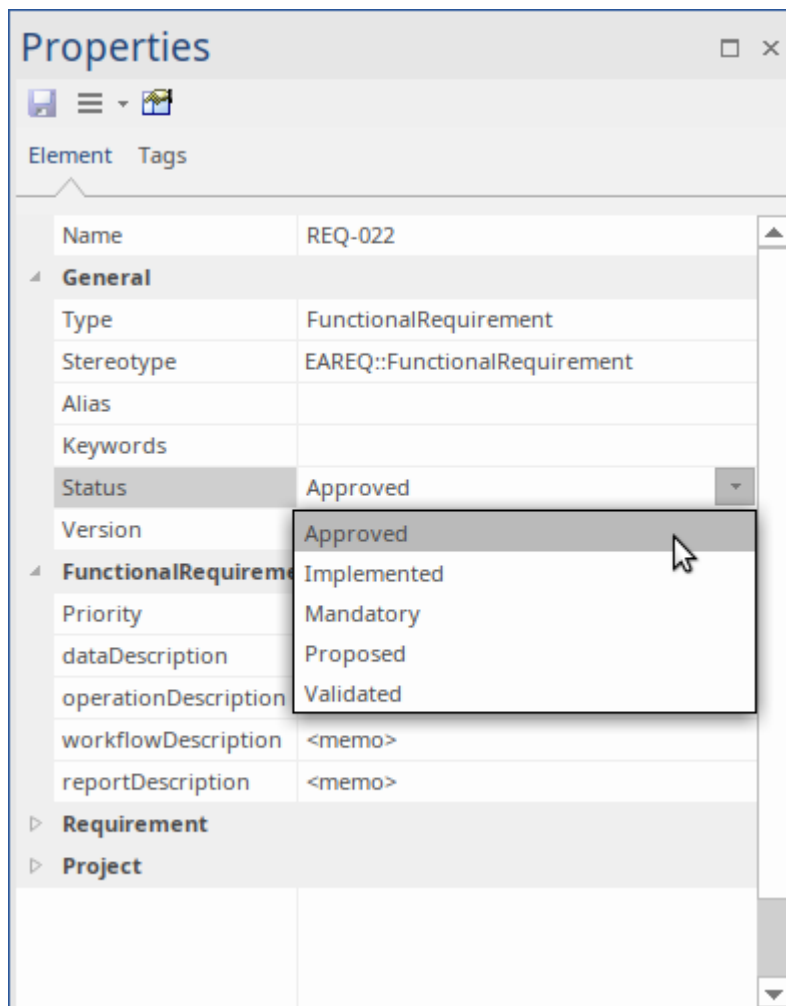 Properties
Element Tags
Name REQ-022
General
Type FunctionalRequirement
Stereotype EAREQ::FunctionalRequirement
Alias
Keywords
Status Approved
Version Approved
FunctionalRequireme Implemented
Priority Mandatory
dataDescription Proposed
operationDescription Validated
workflowDescription <memo>
reportDescription <memo>
Requirement
Project